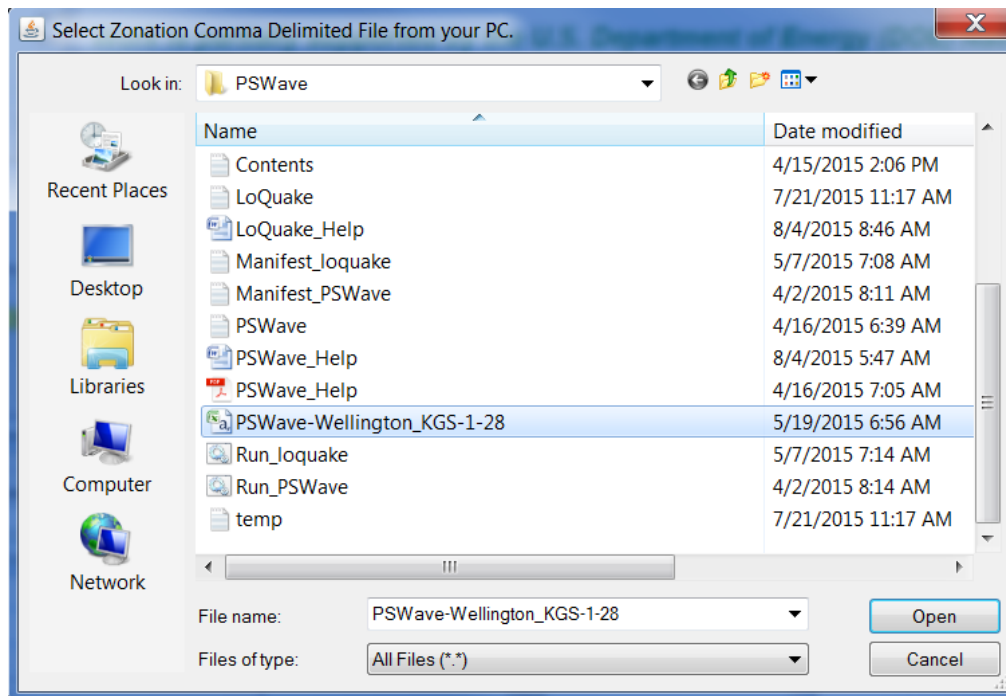 Select Zonation Comma Delimited File from your PC.
U.S. Department of Energy
Look in: PSWave
Name Date modified
Contents 4/15/2015 2:06 PM
LoQuake 7/21/2015 11:17 AM
LoQuake_Help 8/4/2015 8:46 AM
Manifest_loquake 5/7/2015 7:08 AM
Manifest_PSWave 4/2/2015 8:11 AM
PSWave 4/16/2015 6:39 AM
PSWave_Help 8/4/2015 5:47 AM
PSWave_Help 4/16/2015 7:05 AM
PSWave-Wellington_KGS-1-28 5/19/2015 6:56 AM
Run_loquake 5/7/2015 7:14 AM
Run_PSWave 4/2/2015 8:14 AM
temp 7/21/2015 11:17 AM
Recent Places
Desktop
Libraries
Computer
Network
File name: PSWave-Wellington_KGS-1-28 Open
Files of type: All Files (*.*) Cancel